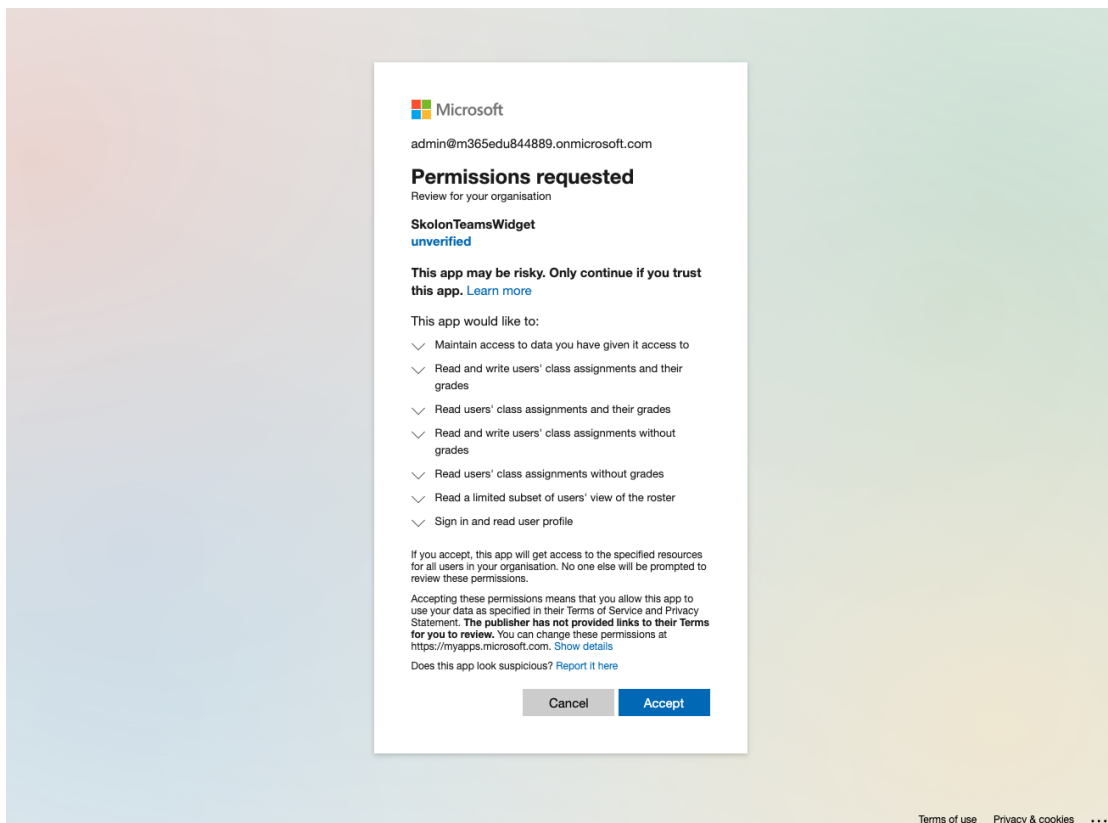 Microsoft
admin@m365edu844889.onmicrosoft.com
Permissions requested
Review for your organisation
SkolonTeamsWidget
unverified
This app may be risky. Only continue if you trust
this app. Learn more
This app would like to:
Maintain access to data you have given it access to
Read and write users' class assignments and their
grades
Read users' class assignments and their grades
Read and write users' class assignments without
grades
Read users' class assignments without grades
Read a limited subset of users' view of the roster
Sign in and read user profile
If you accept, this app will get access to the specified resources
for all users in your organisation. No one else will be prompted to
review these permissions.
Accepting these permissions means that you allow this app to
use your data as specified in their Terms of Service and Privacy
Statement. The publisher has not provided links to their Terms
for you to review. You can change these permissions at
https://myapps.microsoft.com. Show details
Does this app look suspicious? Report it here
Cancel Accept
Terms of use Privacy & cookies ...